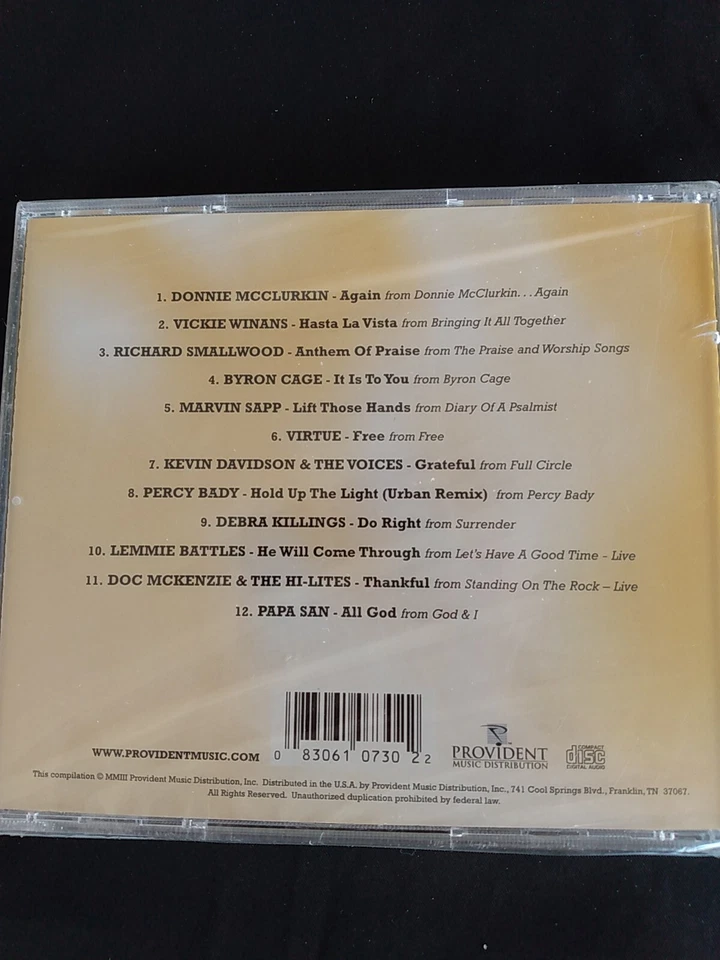 1. DONNIE MCCLURKIN - Again from Donnie McClurkin. . . Again
2. VICKIE WINANS - Hasta La Vista from Bringing It All Together
3. RICHARD SMALLWOOD - Anthem Of Praise from The Praise and Worship Songs
4. BYRON CAGE - It Is To You from Byron Cage
5. MARVIN SAPP - Lift Those Hands from Diary Of A Psalmist
6. VIRTUE - Free from Free
7. KEVIN DAVIDSON & THE VOICES - Grateful from Full Circle
8. PERCY BADY - Hold Up The Light (Urban Remix) from Percy Bady
9. DEBRA KILLINGS - Do Right from Surrender
10. LEMMIE BATTLES - He Will Come Through from Let's Have A Good Time - Live
11. DOC MCKENZIE & THE HI-LITES - Thankful from Standing On The Rock – Live
12. PAPA SAN - All God from God & I
WWW.PROVIDENTMUSIC.COM
0 83061 0730 2 2
PROVIDENT
MUSIC DISTRIBUTION
COMPACT
disc
DIGITAL AUDIO
This compilation © MMIII Provident Music Distribution, Inc. Distributed in the U.S.A. by Provident Music Distribution, Inc., 741 Cool Springs Blvd., Franklin, TN 37067.
All Rights Reserved. Unauthorized duplication prohibited by federal law.